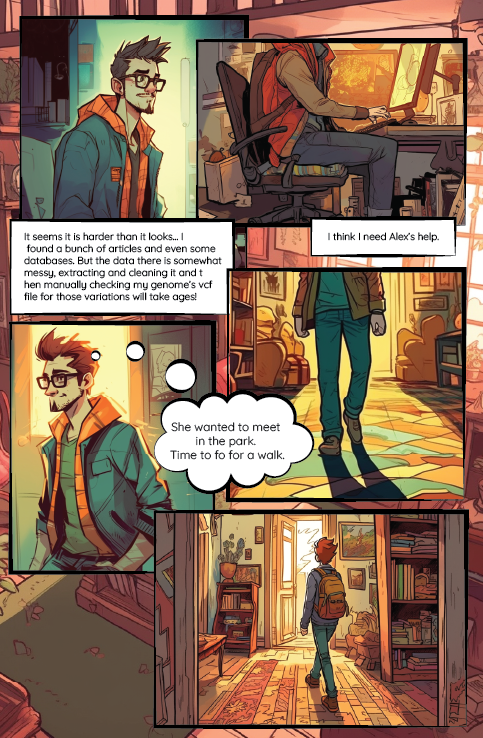 It seems it is harder than it looks... I
found a bunch of articles and even some
databases. But the data there is somewhat
messy, extracting and cleaning it and t
hen manually checking my genome's vcf
file for those variations will take ages!
I think I need Alex's help.
She wanted to meet
in the park.
Time to fo for a walk.